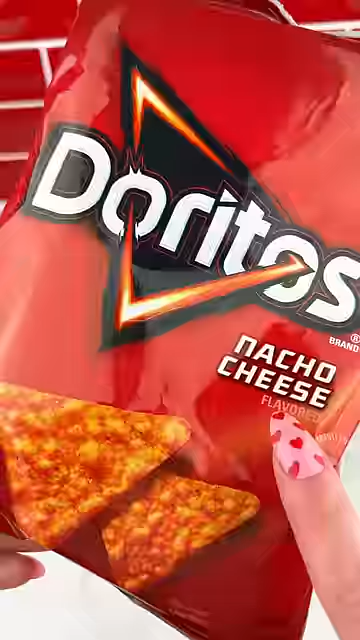 Doritos
®
BRAND
NACHO
CHEESE
FLAVORED